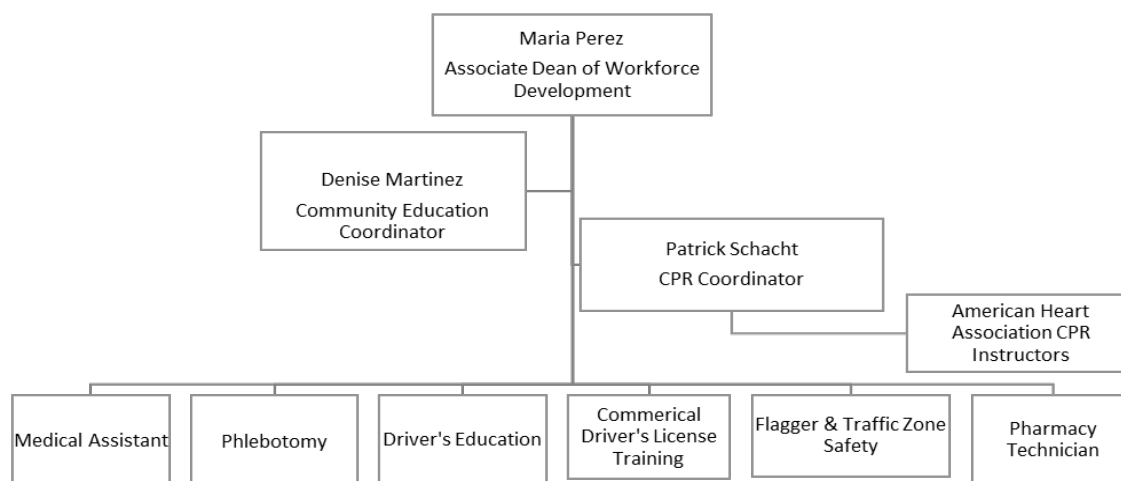 Maria Perez
Associate Dean of Workforce
Development
Denise Martinez
Community Education
Coordinator
Patrick Schacht
CPR Coordinator
American Heart
Association CPR
Instructors
Medical Assistant
Phlebotomy
Driver's Education
Commerical
Driver's License
Training
Flagger & Traffic Zone
Safety
Pharmacy
Technician